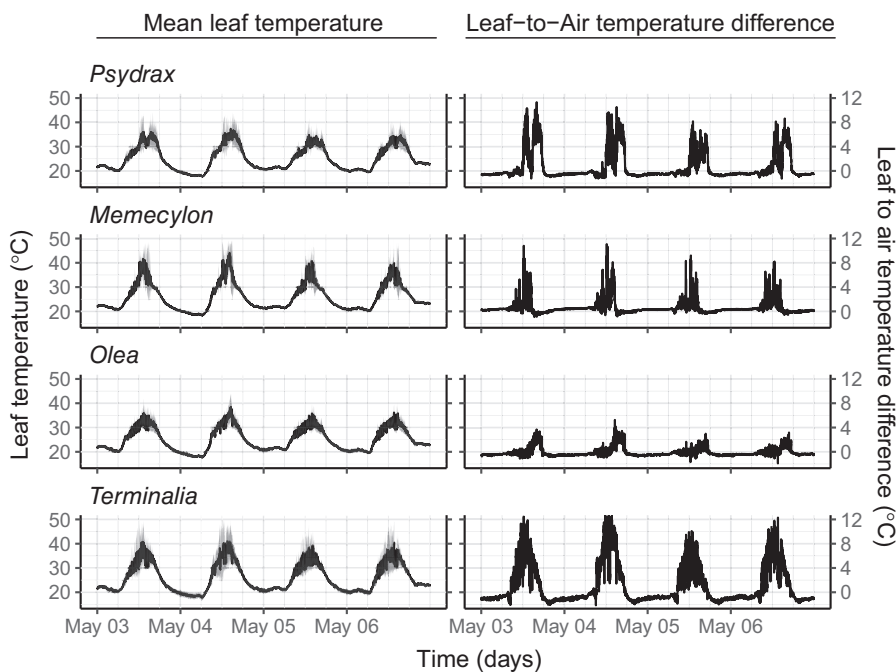 Mean leaf temperature
Leaf−to−Air temperature difference
Psydrax
50
40
30
20
12
8
4
0
Memecylon
50
40
30
20
12
8
4
0
Olea
50
40
30
20
12
8
4
0
Terminalia
50
40
30
20
12
8
4
0
Leaf temperature (°C)
Leaf to air temperature difference (°C)
May 03 May 04 May 05 May 06
May 03 May 04 May 05 May 06
Time (days)